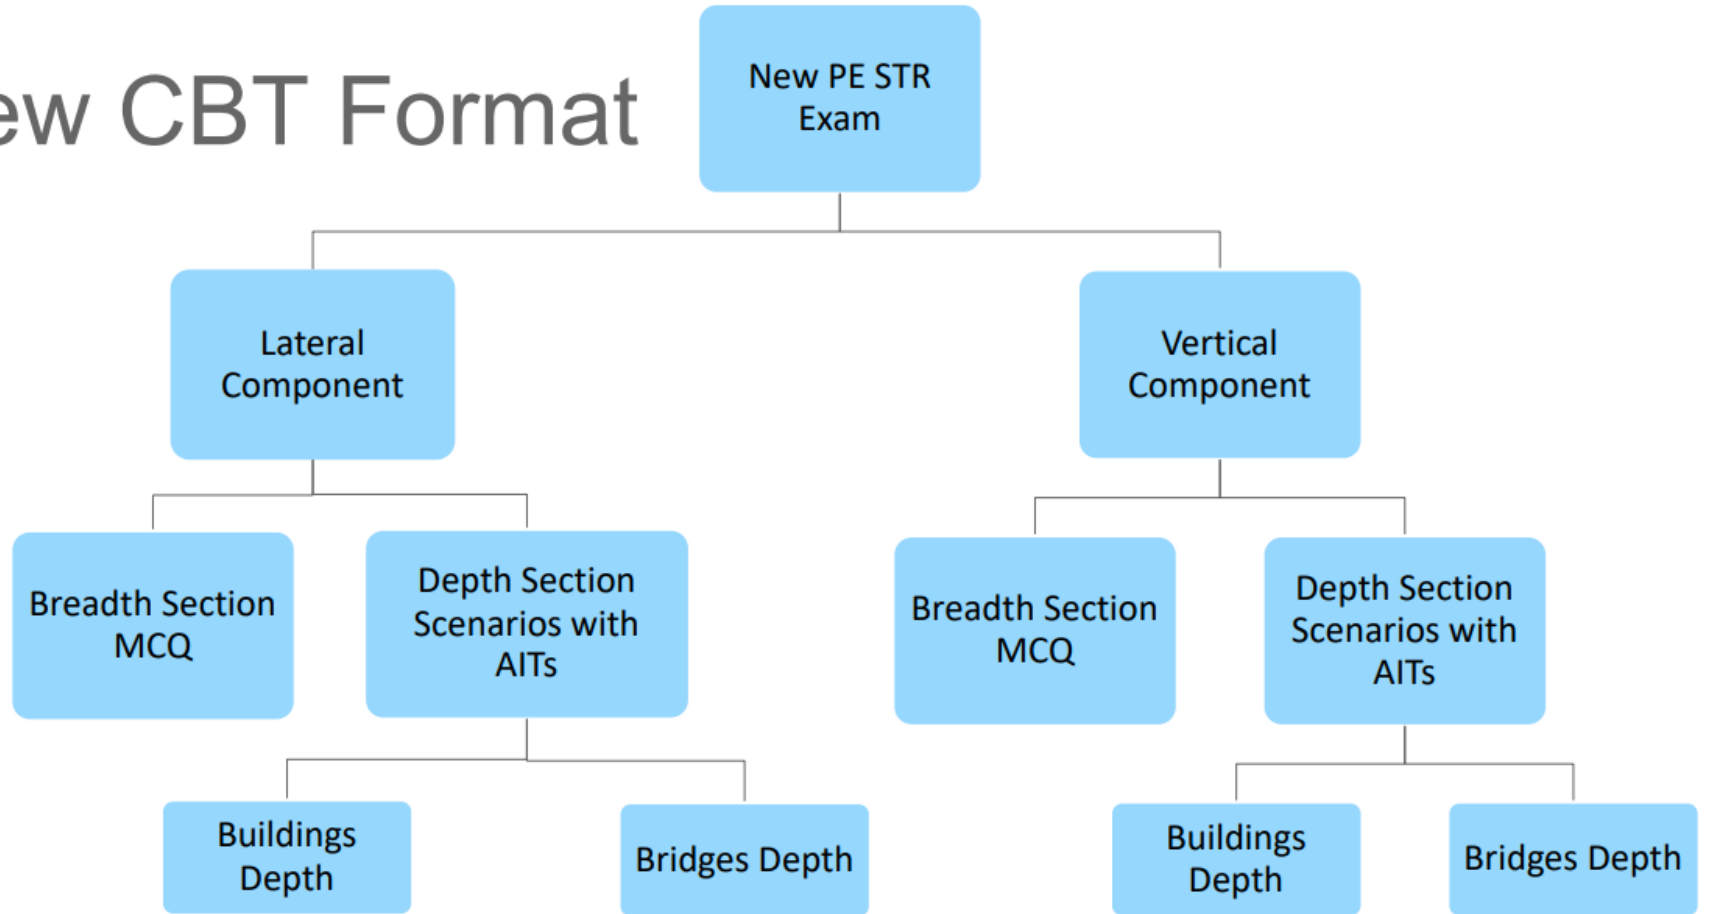 ew CBT Format
New PE STR
Exam
Lateral
Component
Vertical
Component
Breadth Section
MCQ
Depth Section
Scenarios with
AITs
Breadth Section
MCQ
Depth Section
Scenarios with
AITs
Buildings
Depth
Bridges Depth
Buildings
Depth
Bridges Depth